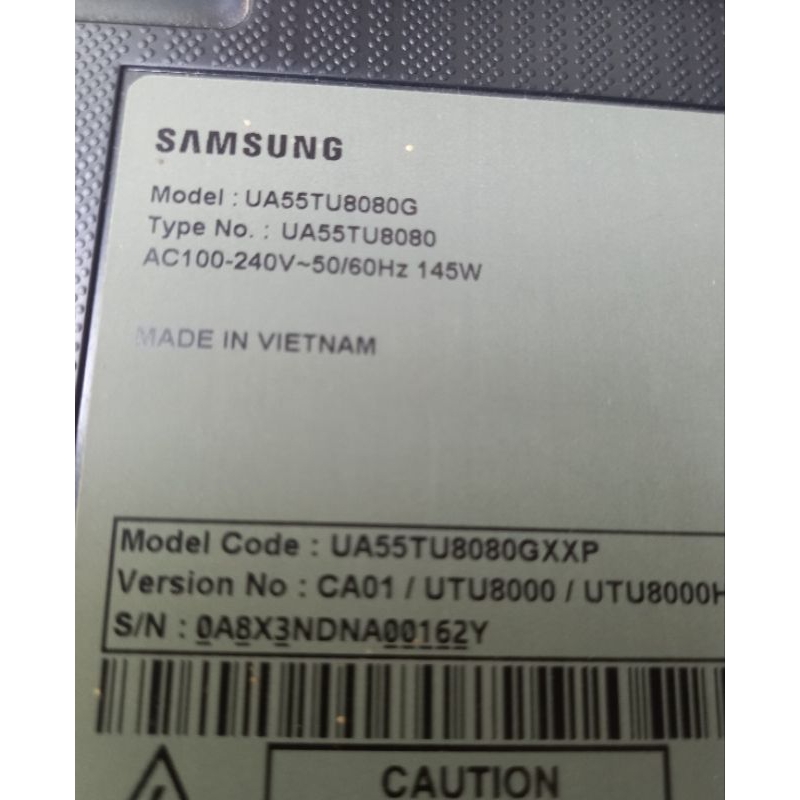 SAMSUNG
Model : UA55TU8080G
Type No. : UA55TU8080
AC100-240V~50/60Hz 145W
MADE IN VIETNAM
Model Code : UA55TU8080GXXP
Version No : CA01 / UTU8000 / UTU8000H
S/N : 0A8X3NDNA00162Y
CAUTION